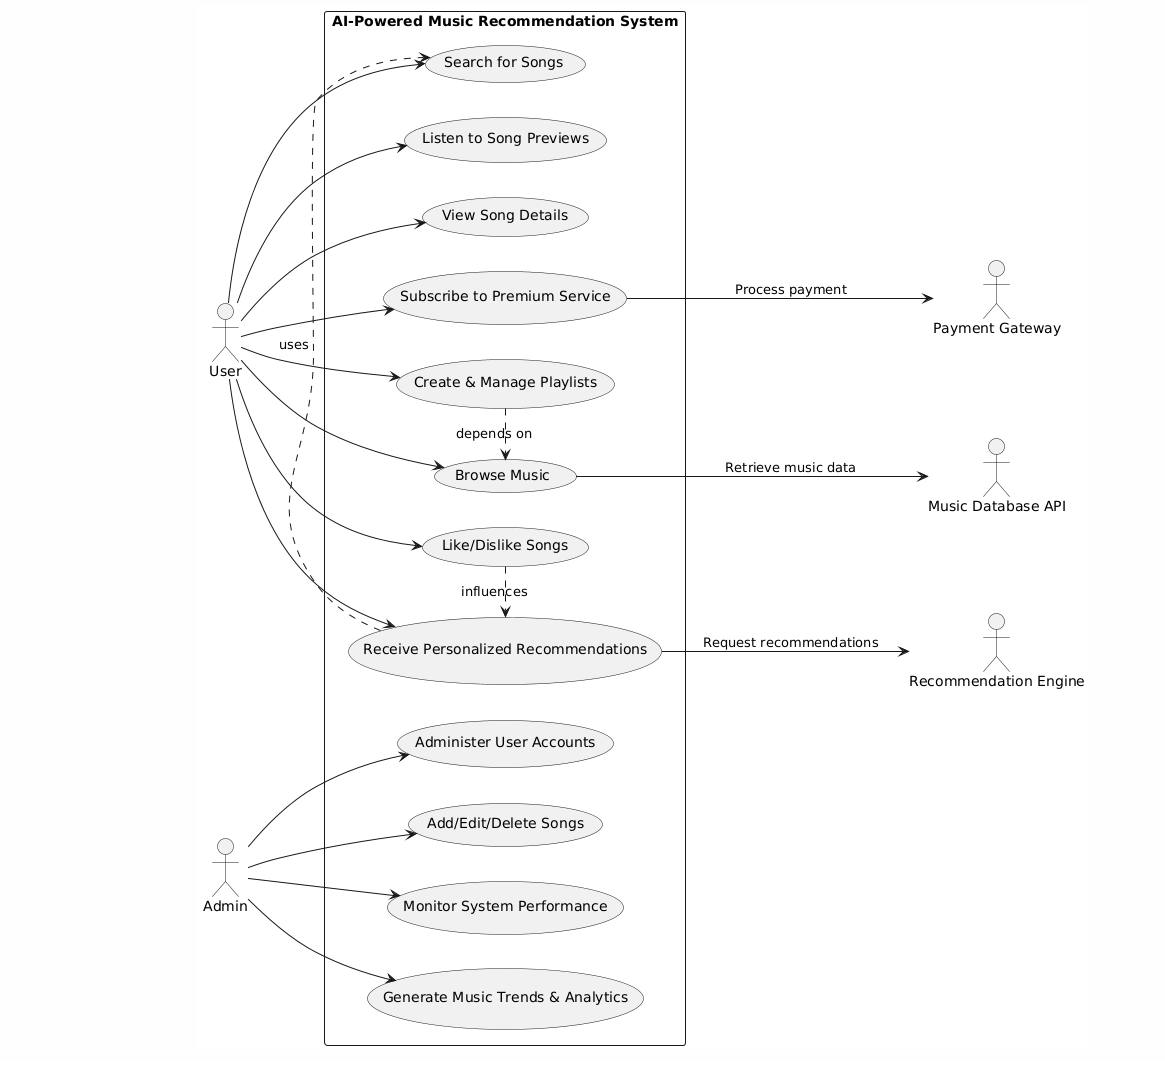 AI-Powered Music Recommendation System
Search for Songs
Listen to Song Previews
View Song Details
Subscribe to Premium Service
Process payment
Payment Gateway
uses
User
Create & Manage Playlists
depends on
Browse Music
Retrieve music data
Music Database API
Like/Dislike Songs
influences
Receive Personalized Recommendations
Request recommendations
Recommendation Engine
Administer User Accounts
Add/Edit/Delete Songs
Admin
Monitor System Performance
Generate Music Trends & Analytics